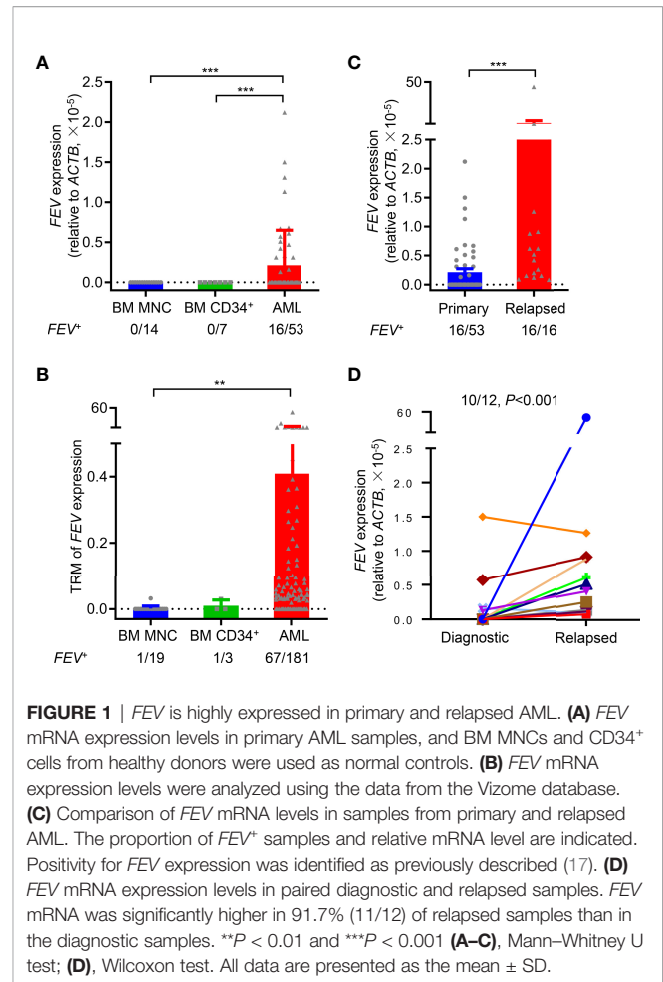 A
***
***
2.5
2.0
1.5
1.0
0.5
0.0
FEV expression
(relative to ACTB, ×10-5)
BM MNC BM CD34+ AML
FEV+ 0/14 0/7 16/53
C
***
50
2.5
2.0
1.5
1.0
0.5
0.0
FEV expression
(relative to ACTB, ×10-5)
Primary Relapsed
FEV+ 16/53 16/16
B
**
60
0.4
0.2
0.0
TRM of FEV expression
BM MNC BM CD34+ AML
FEV+ 1/19 1/3 67/181
D
10/12, P<0.001
60
2.5
2.0
1.5
1.0
0.5
0.0
FEV expression
(relative to ACTB, ×10-5)
Diagnostic Relapsed
FIGURE 1 | FEV is highly expressed in primary and relapsed AML. (A) FEV
mRNA expression levels in primary AML samples, and BM MNCs and CD34+
cells from healthy donors were used as normal controls. (B) FEV mRNA
expression levels were analyzed using the data from the Vizome database.
(C) Comparison of FEV mRNA levels in samples from primary and relapsed
AML. The proportion of FEV+ samples and relative mRNA level are indicated.
Positivity for FEV expression was identified as previously described (17). (D)
FEV mRNA expression levels in paired diagnostic and relapsed samples. FEV
mRNA was significantly higher in 91.7% (11/12) of relapsed samples than in
the diagnostic samples. **P < 0.01 and ***P < 0.001 (A–C), Mann–Whitney U
test; (D), Wilcoxon test. All data are presented as the mean ± SD.